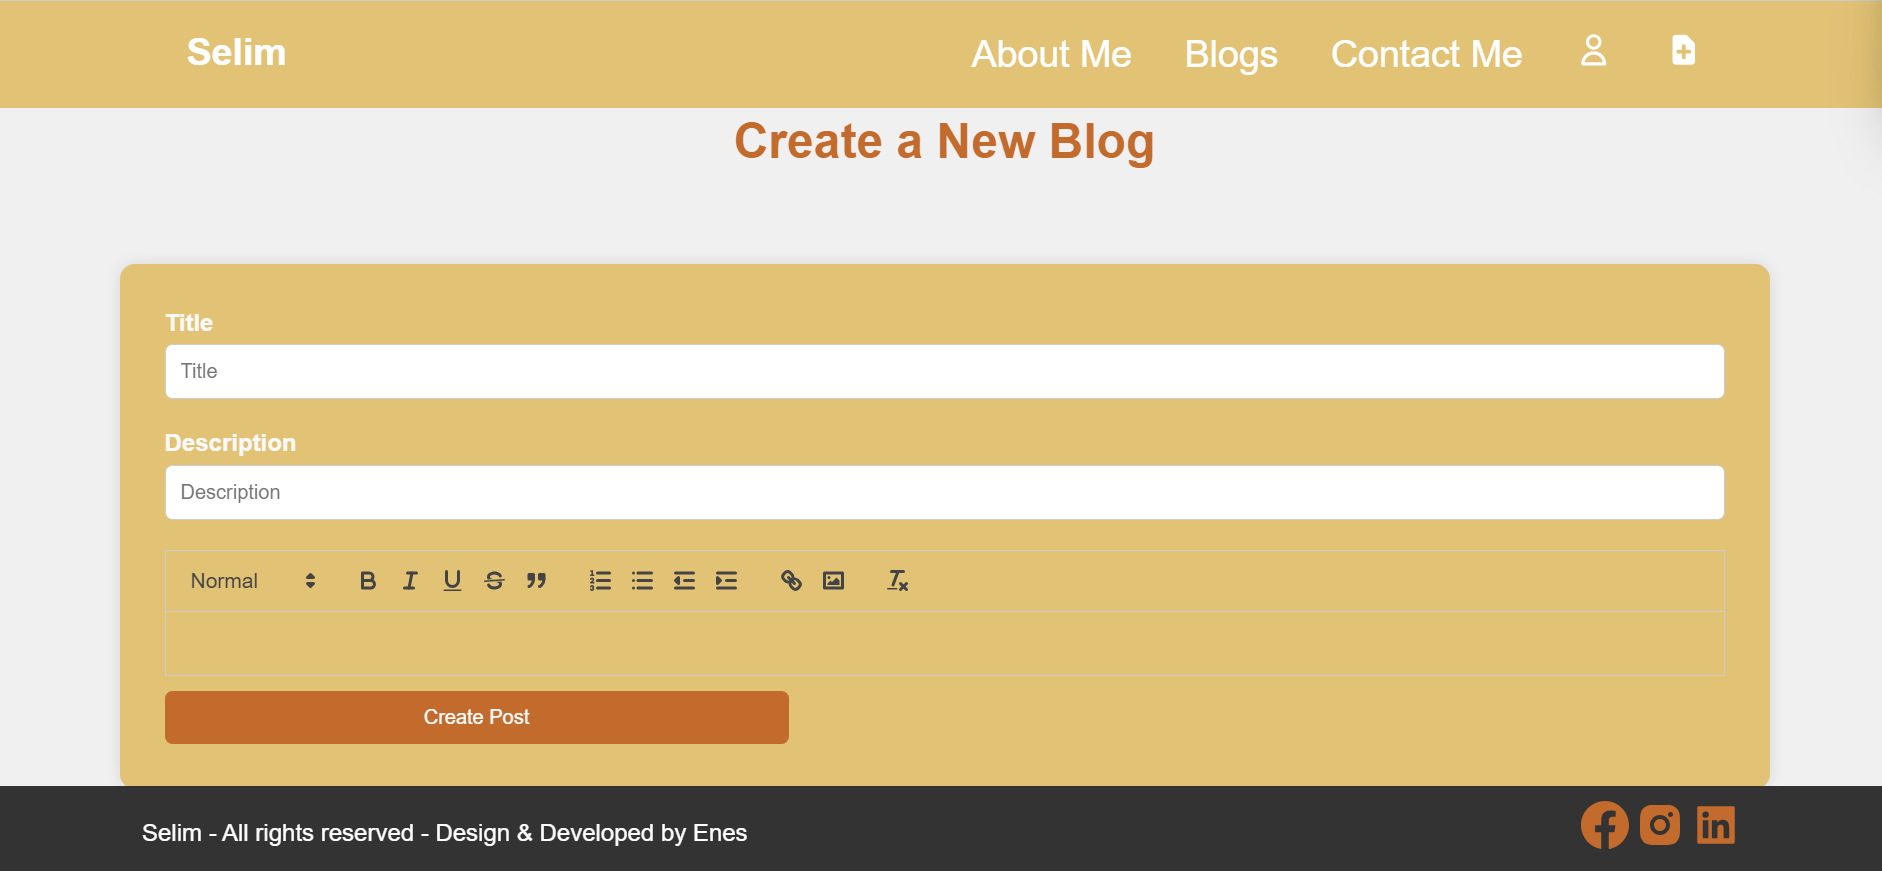 Selim
About Me Blogs Contact Me
Create a New Blog
Title
Title
Description
Description
Normal
Create Post
Selim - All rights reserved - Design & Developed by Enes